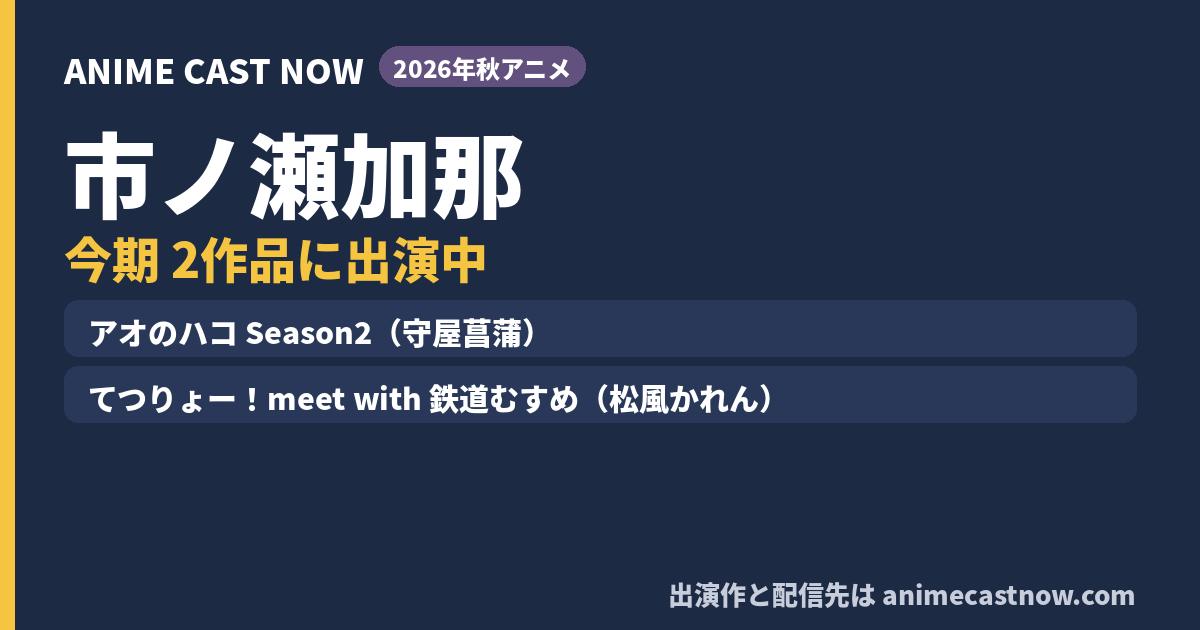 ANIME CAST NOW 2026年秋アニメ
市ノ瀬加那
今期 2作品に出演中
アオのハコ Season2（守屋菖蒲）
てつりょー！meet with 鉄道むすめ（松風かれん）
出演作と配信先は animecastnow.com